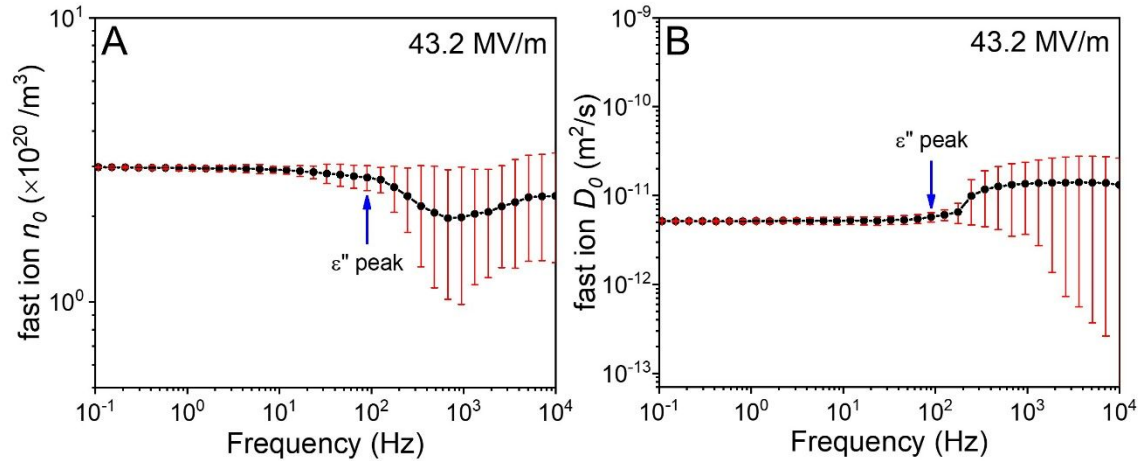 A
43.2 MV/m
fast ion n₀ (×10²⁰ /m³)
10¹
10⁰
ε" peak
10⁻¹ 10⁰ 10¹ 10² 10³ 10⁴
Frequency (Hz)
B
43.2 MV/m
fast ion D₀ (m²/s)
10⁻⁹
10⁻¹⁰
10⁻¹¹
10⁻¹²
10⁻¹³
ε" peak
10⁻¹ 10⁰ 10¹ 10² 10³ 10⁴
Frequency (Hz)